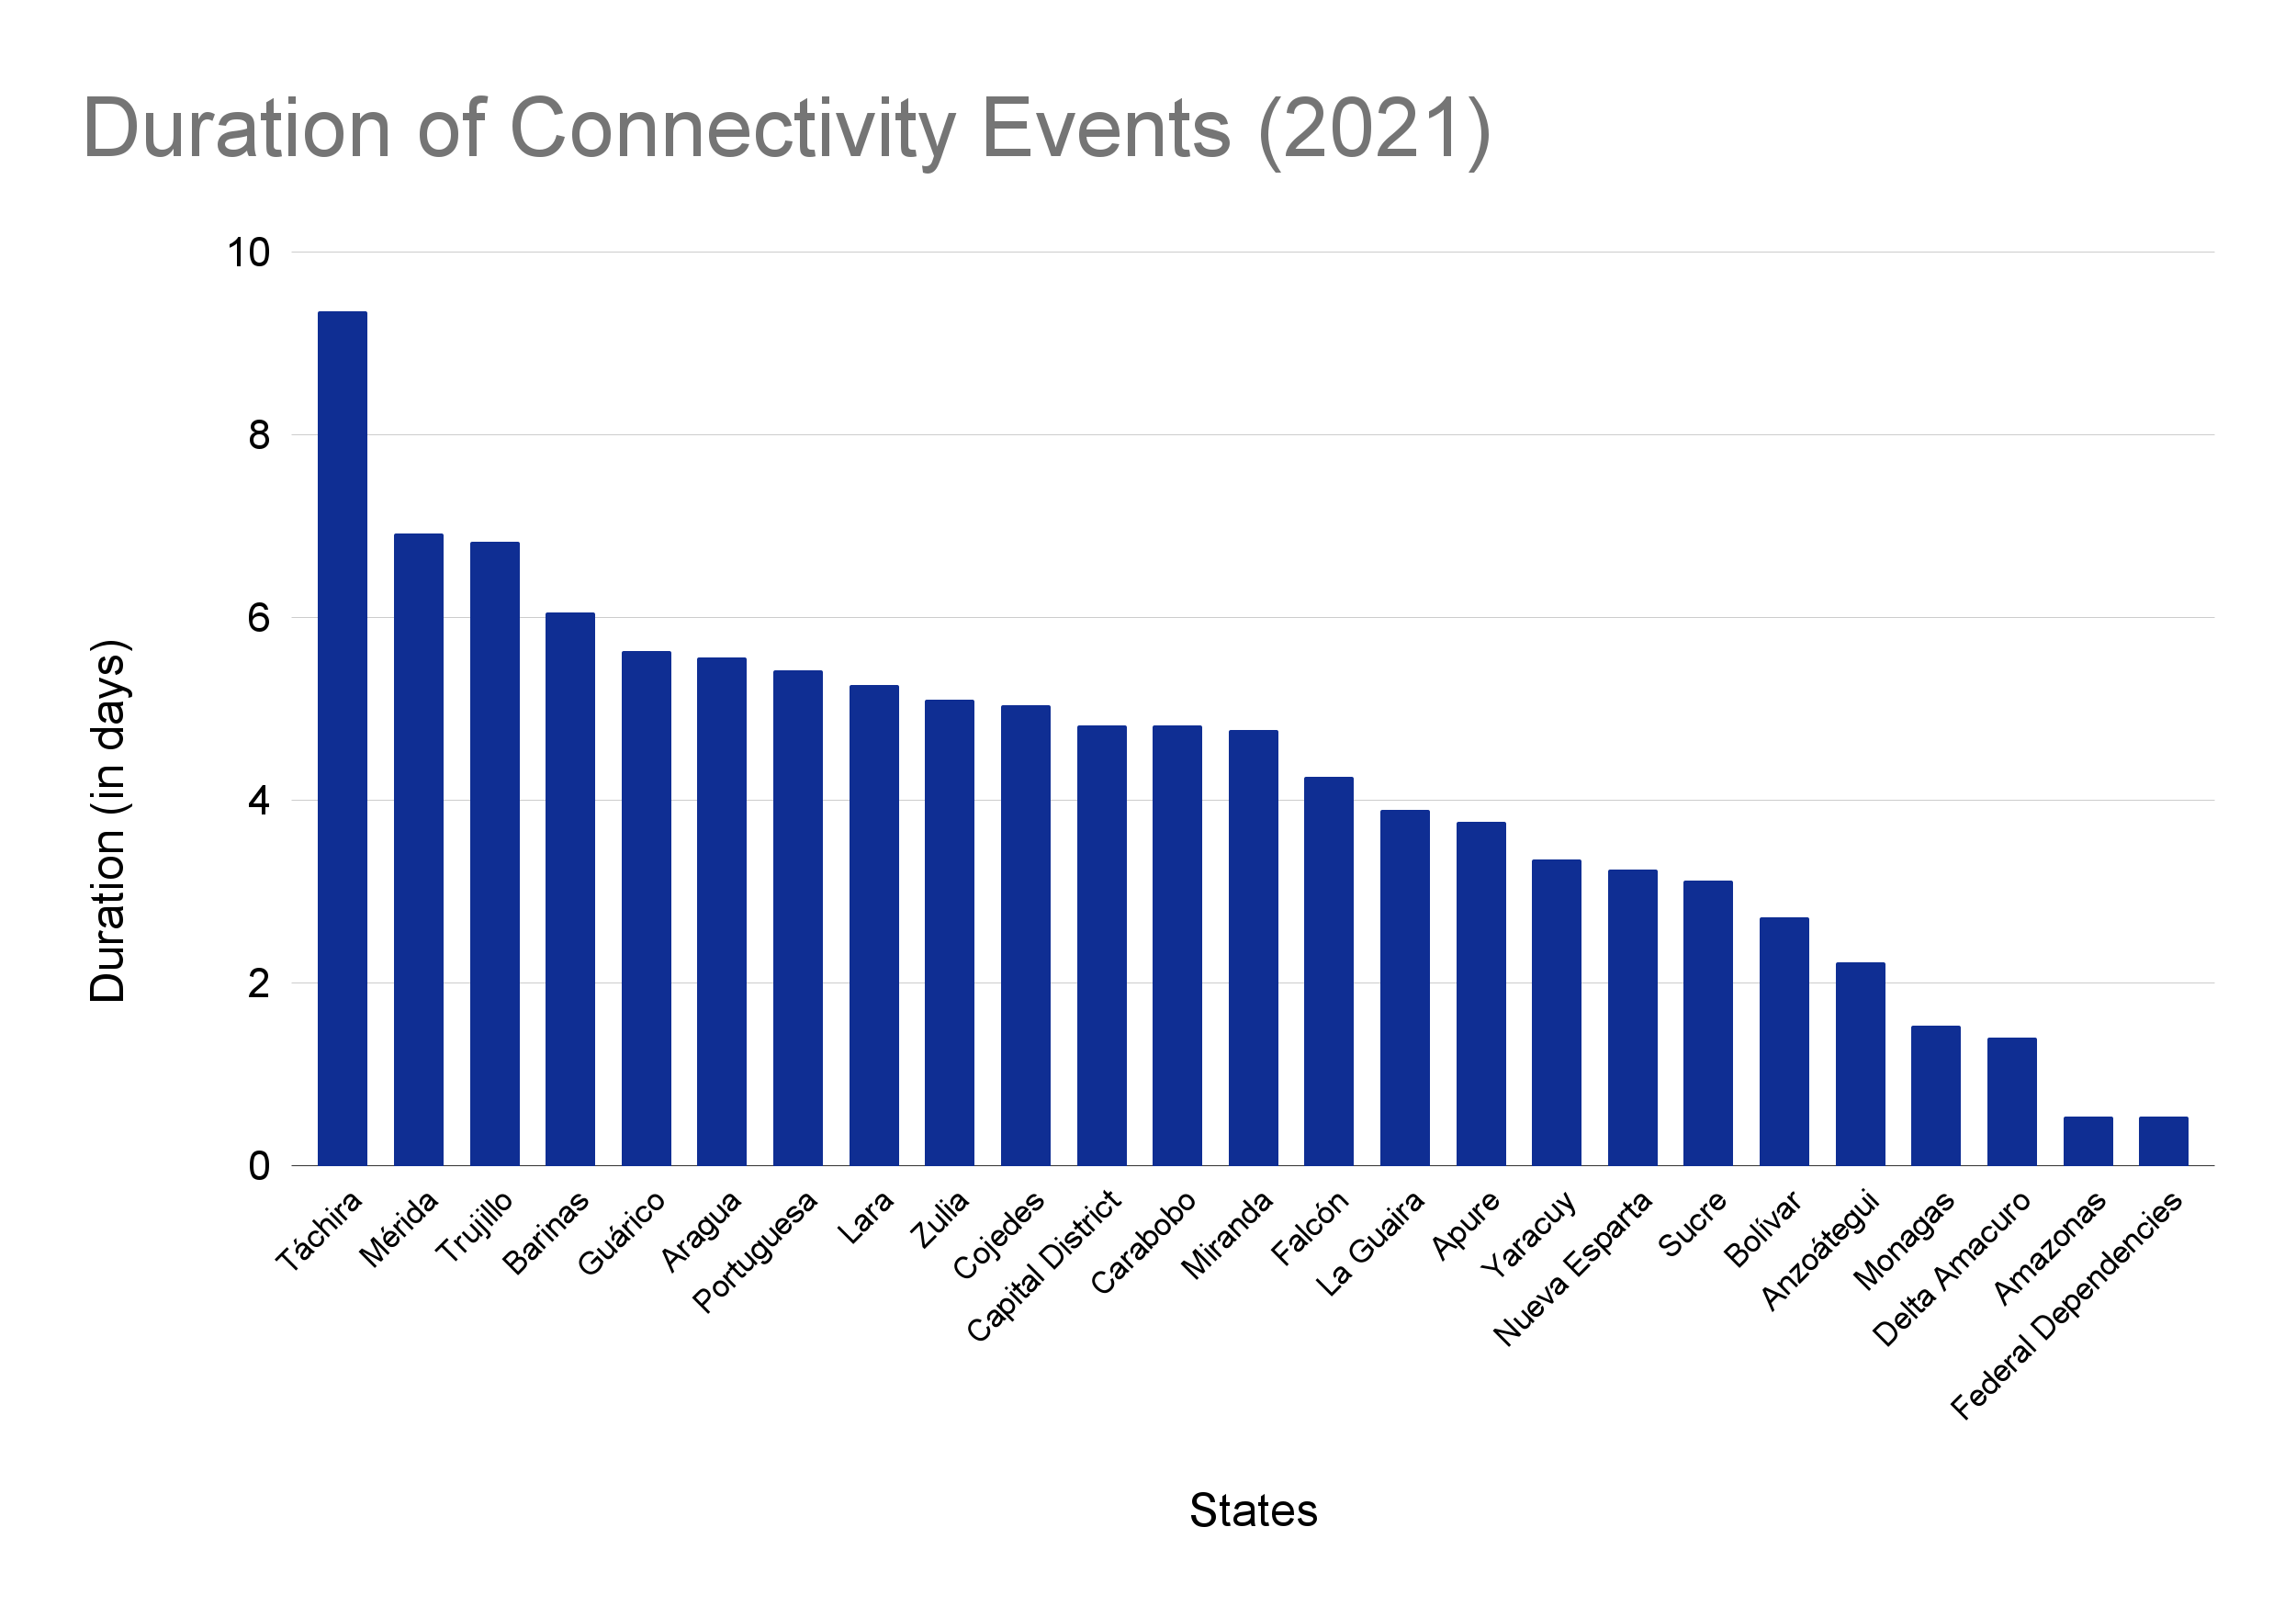 Duration of Connectivity Events (2021)
Duration (in days)
10
8
6
4
2
0
Táchira
Mérida
Trujillo
Barinas
Guárico
Aragua
Portuguesa
Lara
Zulia
Cojedes
Capital District
Carabobo
Miranda
Falcón
La Guaira
Apure
Yaracuy
Nueva Esparta
Sucre
Bolívar
Anzoátegui
Monagas
Delta Amacuro
Amazonas
Federal Dependencies
States